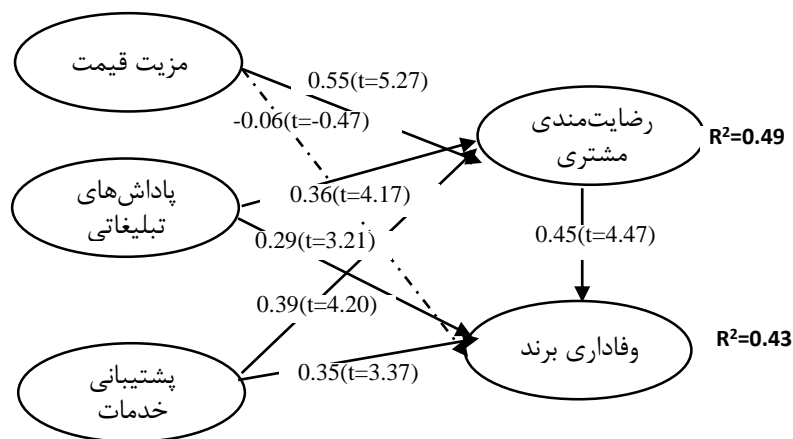 مزیت قیمت
0.55(t=5.27)
-0.06(t=-0.47)
رضایت‌مندی
مشتری
R²=0.49
پاداش‌های
تبلیغاتی
0.36(t=4.17)
0.29(t=3.21)
0.45(t=4.47)
0.39(t=4.20)
وفاداری برند
R²=0.43
پشتیبانی
خدمات
0.35(t=3.37)